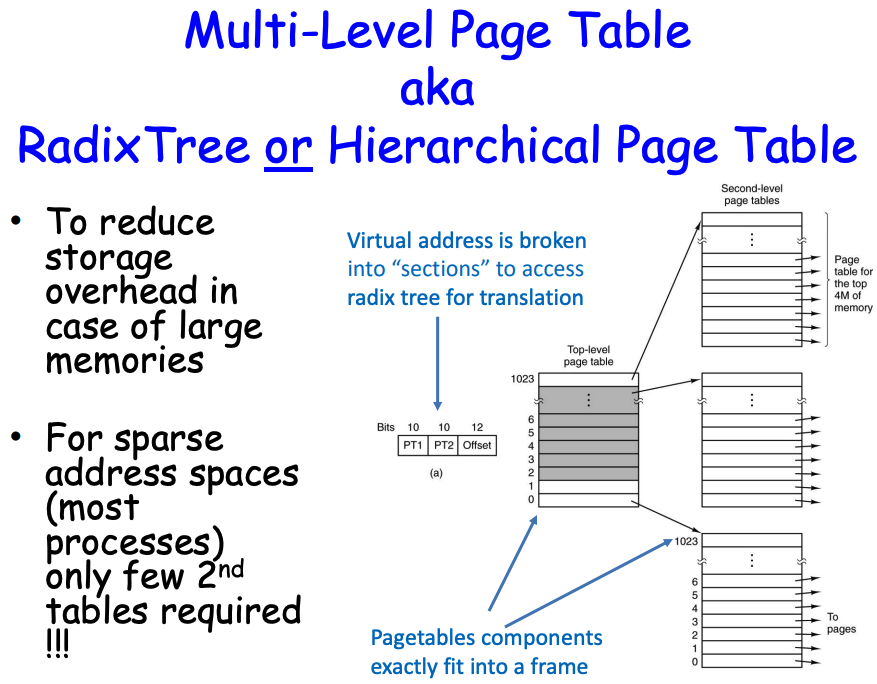 Multi-Level Page Table
aka
RadixTree or Hierarchical Page Table
• To reduce
storage
overhead in
case of large
memories
• For sparse
address spaces
(most
processes)
only few 2nd
tables required
!!!
Virtual address is broken
into “sections” to access
radix tree for translation
Bits 10 10 12
PT1 PT2 Offset
(a)
Top-level
page table
1023
6
5
4
3
2
1
0
Second-level
page tables
Page
table for
the top
4M of
memory
1023
6
5
4
3
2
1
0
To
pages
Pagetables components
exactly fit into a frame